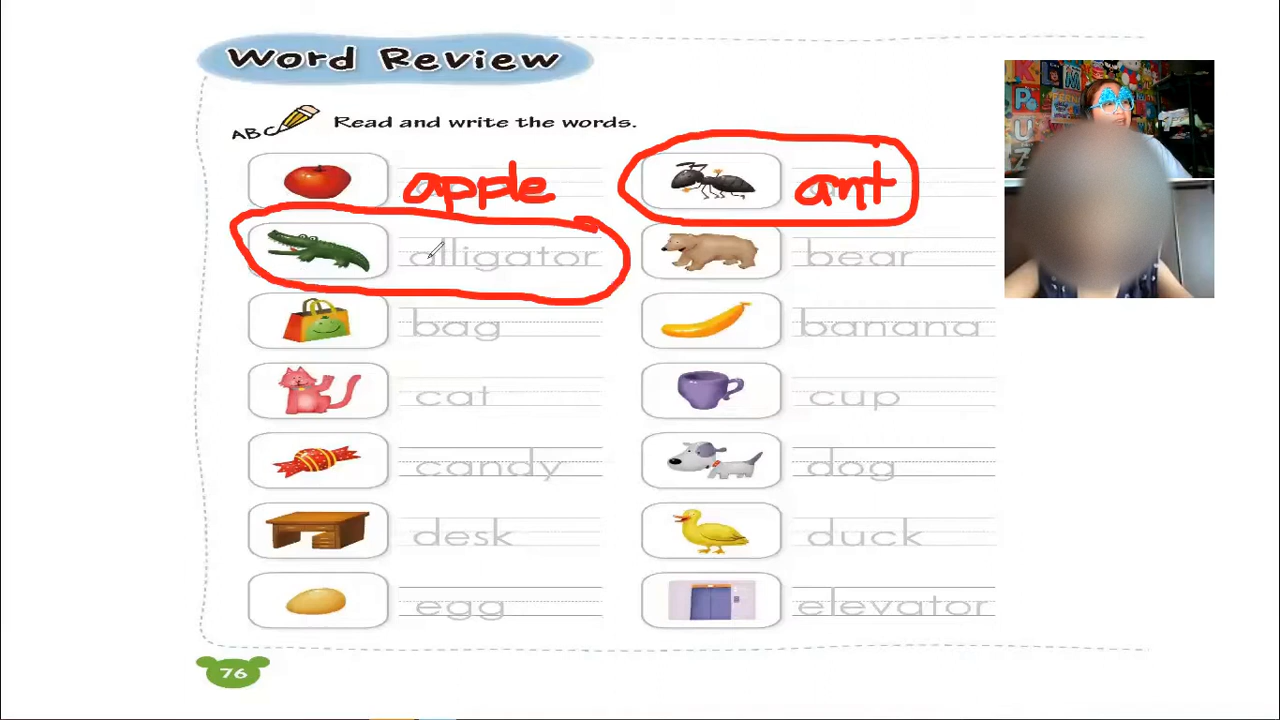 Word Review
ABC Read and write the words.
apple ant
alligator bear
bag banana
cat cup
candy dog
desk duck
egg elevator
76